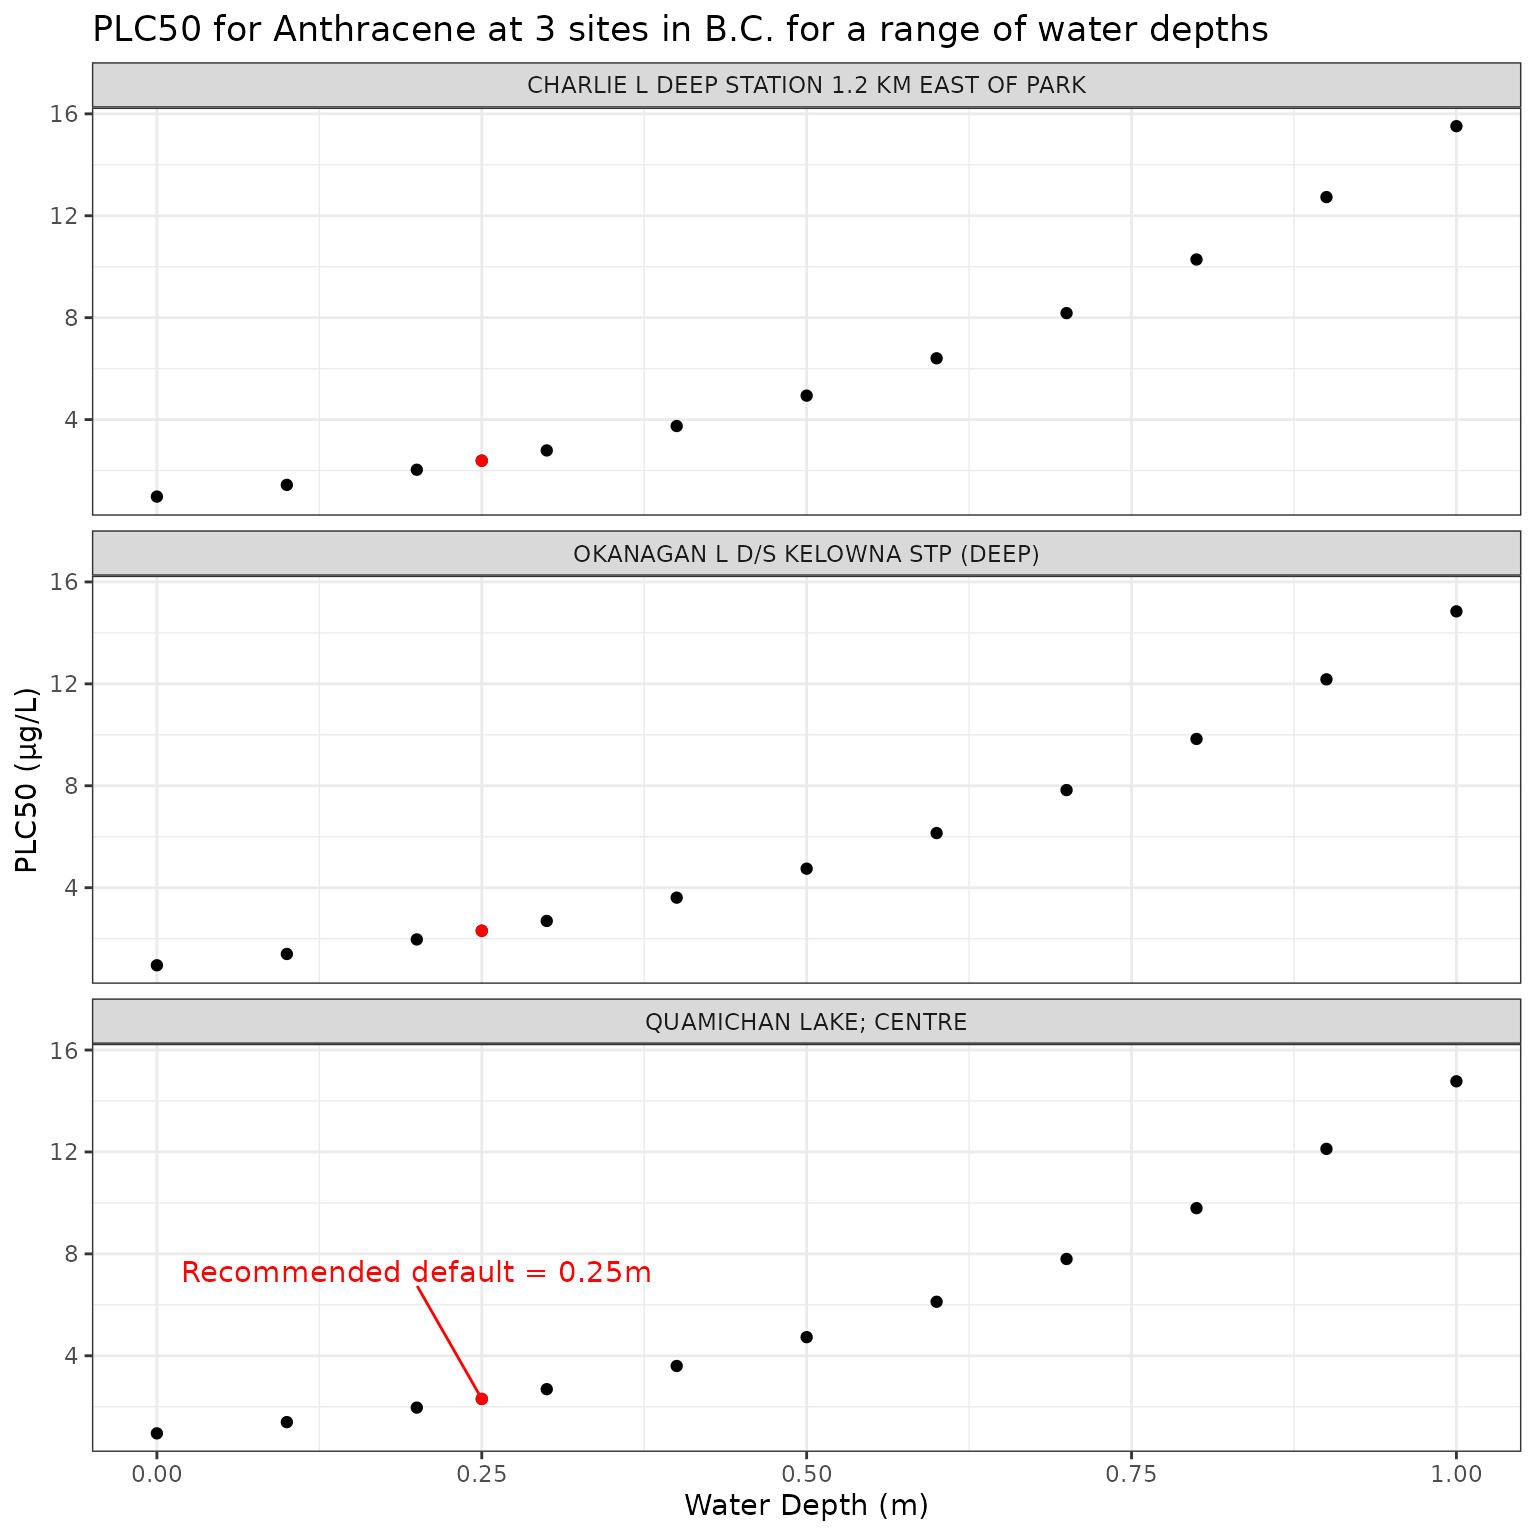 PLC50 for Anthracene at 3 sites in B.C. for a range of water depths
CHARLIE L DEEP STATION 1.2 KM EAST OF PARK
16
12
8
4
OKANAGAN L D/S KELOWNA STP (DEEP)
16
12
8
4
PLC50 (µg/L)
QUAMICHAN LAKE; CENTRE
16
12
8
4
Recommended default = 0.25m
0.00 0.25 0.50 0.75 1.00
Water Depth (m)